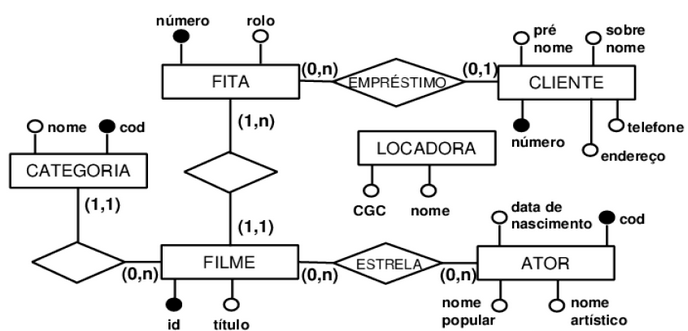 número
rolo
pré
nome
sobre
nome
FITA
(0,n)
EMPRÉSTIMO
(0,1)
CLIENTE
(1,n)
número
telefone
endereço
nome
cod
CATEGORIA
LOCADORA
CGC
nome
(1,1)
(1,1)
data de
nascimento
cod
(0,n)
FILME
(0,n)
ESTRELA
(0,n)
ATOR
id
título
nome
popular
nome
artístico